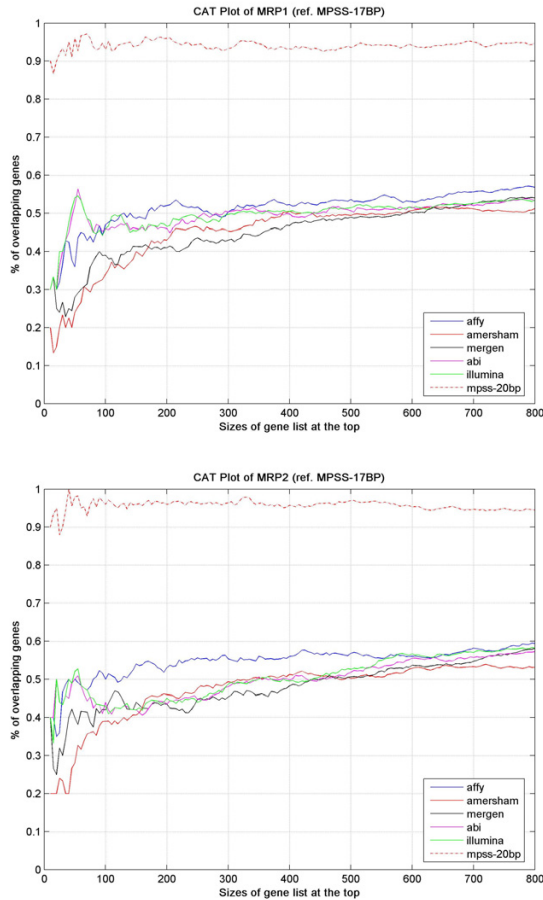 CAT Plot of MRP1 (ref. MPSS-17BP)
1
0.9
0.8
0.7
0.6
0.5
0.4
0.3
0.2
0.1
0
% of overlapping genes
affy
amersham
mergen
abi
illumina
mpss-20bp
0 100 200 300 400 500 600 700 800
Sizes of gene list at the top
CAT Plot of MRP2 (ref. MPSS-17BP)
1
0.9
0.8
0.7
0.6
0.5
0.4
0.3
0.2
0.1
0
% of overlapping genes
affy
amersham
mergen
abi
illumina
mpss-20bp
0 100 200 300 400 500 600 700 800
Sizes of gene list at the top